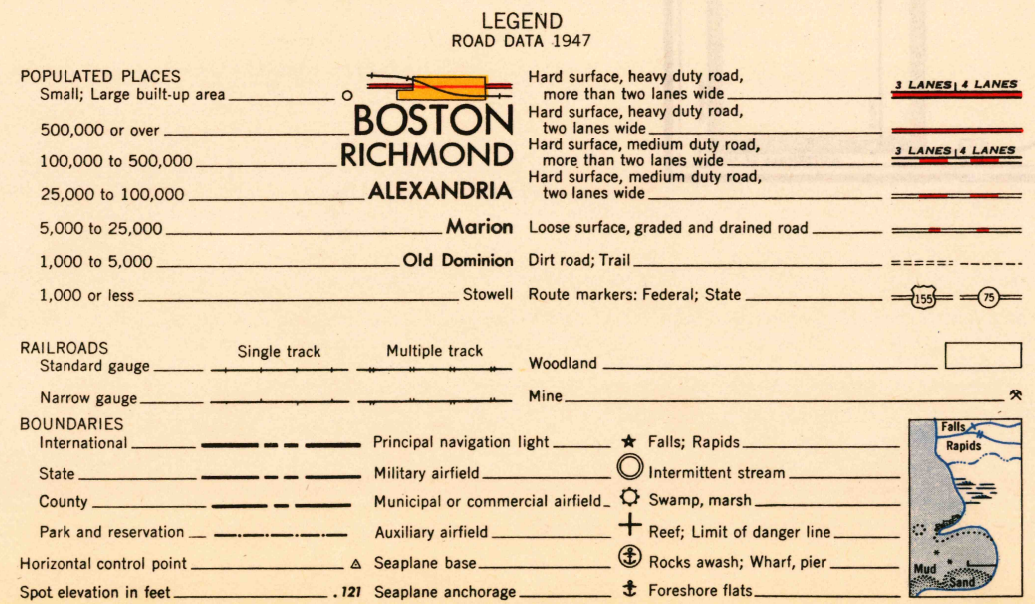 LEGEND
ROAD DATA 1947
POPULATED PLACES
Small; Large built-up area
500,000 or over BOSTON
100,000 to 500,000 RICHMOND
25,000 to 100,000 ALEXANDRIA
5,000 to 25,000 Marion
1,000 to 5,000 Old Dominion
1,000 or less Stowell
Hard surface, heavy duty road,
more than two lanes wide 3 LANES 4 LANES
Hard surface, heavy duty road,
two lanes wide
Hard surface, medium duty road,
more than two lanes wide 3 LANES 4 LANES
Hard surface, medium duty road,
two lanes wide
Loose surface, graded and drained road
Dirt road; Trail
Route markers: Federal; State 155 75
RAILROADS Single track Multiple track
Standard gauge
Narrow gauge
Woodland
Mine
BOUNDARIES
International
State
County
Park and reservation
Horizontal control point
Spot elevation in feet .121
Principal navigation light
Military airfield
Municipal or commercial airfield
Auxiliary airfield
Seaplane base
Seaplane anchorage
Falls; Rapids
Intermittent stream
Swamp, marsh
Reef; Limit of danger line
Rocks awash; Wharf, pier
Foreshore flats
Falls
Rapids
Mud
Sand